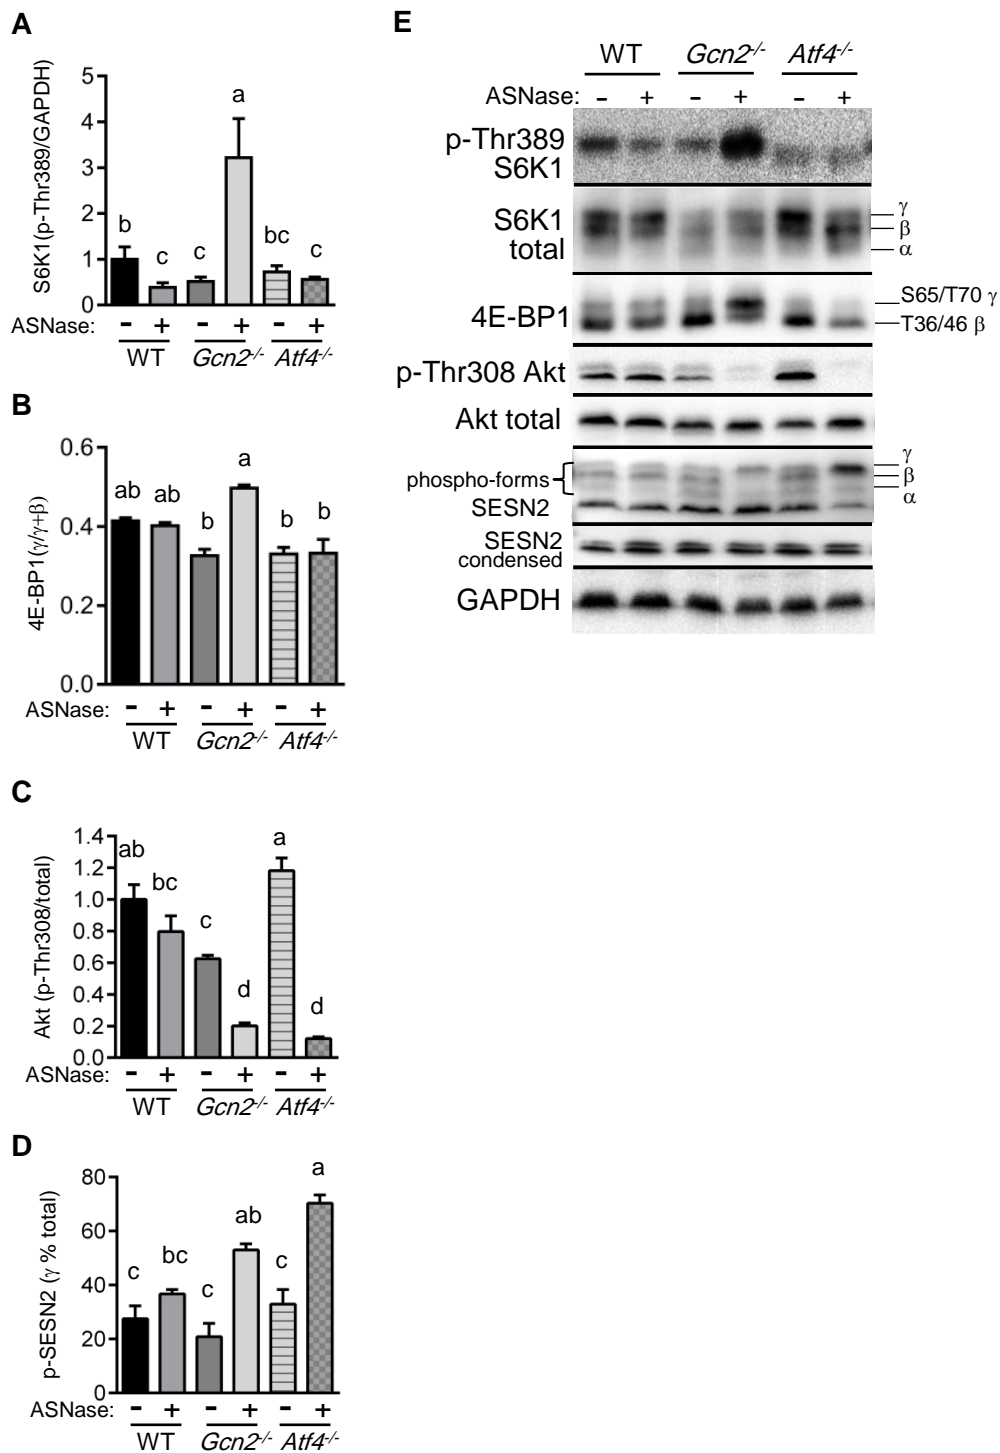 A
S6K1(p-Thr389/GAPDH)
5
4
3
2
1
0
b
c
c
a
bc
c
ASNase: - + - + - +
WT Gcn2-/- Atf4-/-
B
4E-BP1(γ/γ+β)
0.6
0.4
0.2
0.0
ab
ab
b
a
b
b
ASNase: - + - + - +
WT Gcn2-/- Atf4-/-
C
Akt (p-Thr308/total)
1.4
1.2
1.0
0.8
0.6
0.4
0.2
0.0
ab
bc
c
d
a
d
ASNase: - + - + - +
WT Gcn2-/- Atf4-/-
D
p-SESN2 (γ % total)
80
60
40
20
0
c
bc
c
ab
c
a
ASNase: - + - + - +
WT Gcn2-/- Atf4-/-
E
WT Gcn2-/- Atf4-/-
ASNase: - + - + - +
p-Thr389
S6K1
S6K1
total
γ
β
α
4E-BP1
S65/T70 γ
T36/46 β
p-Thr308 Akt
Akt total
phospho-forms
SESN2
γ
β
α
SESN2
condensed
GAPDH